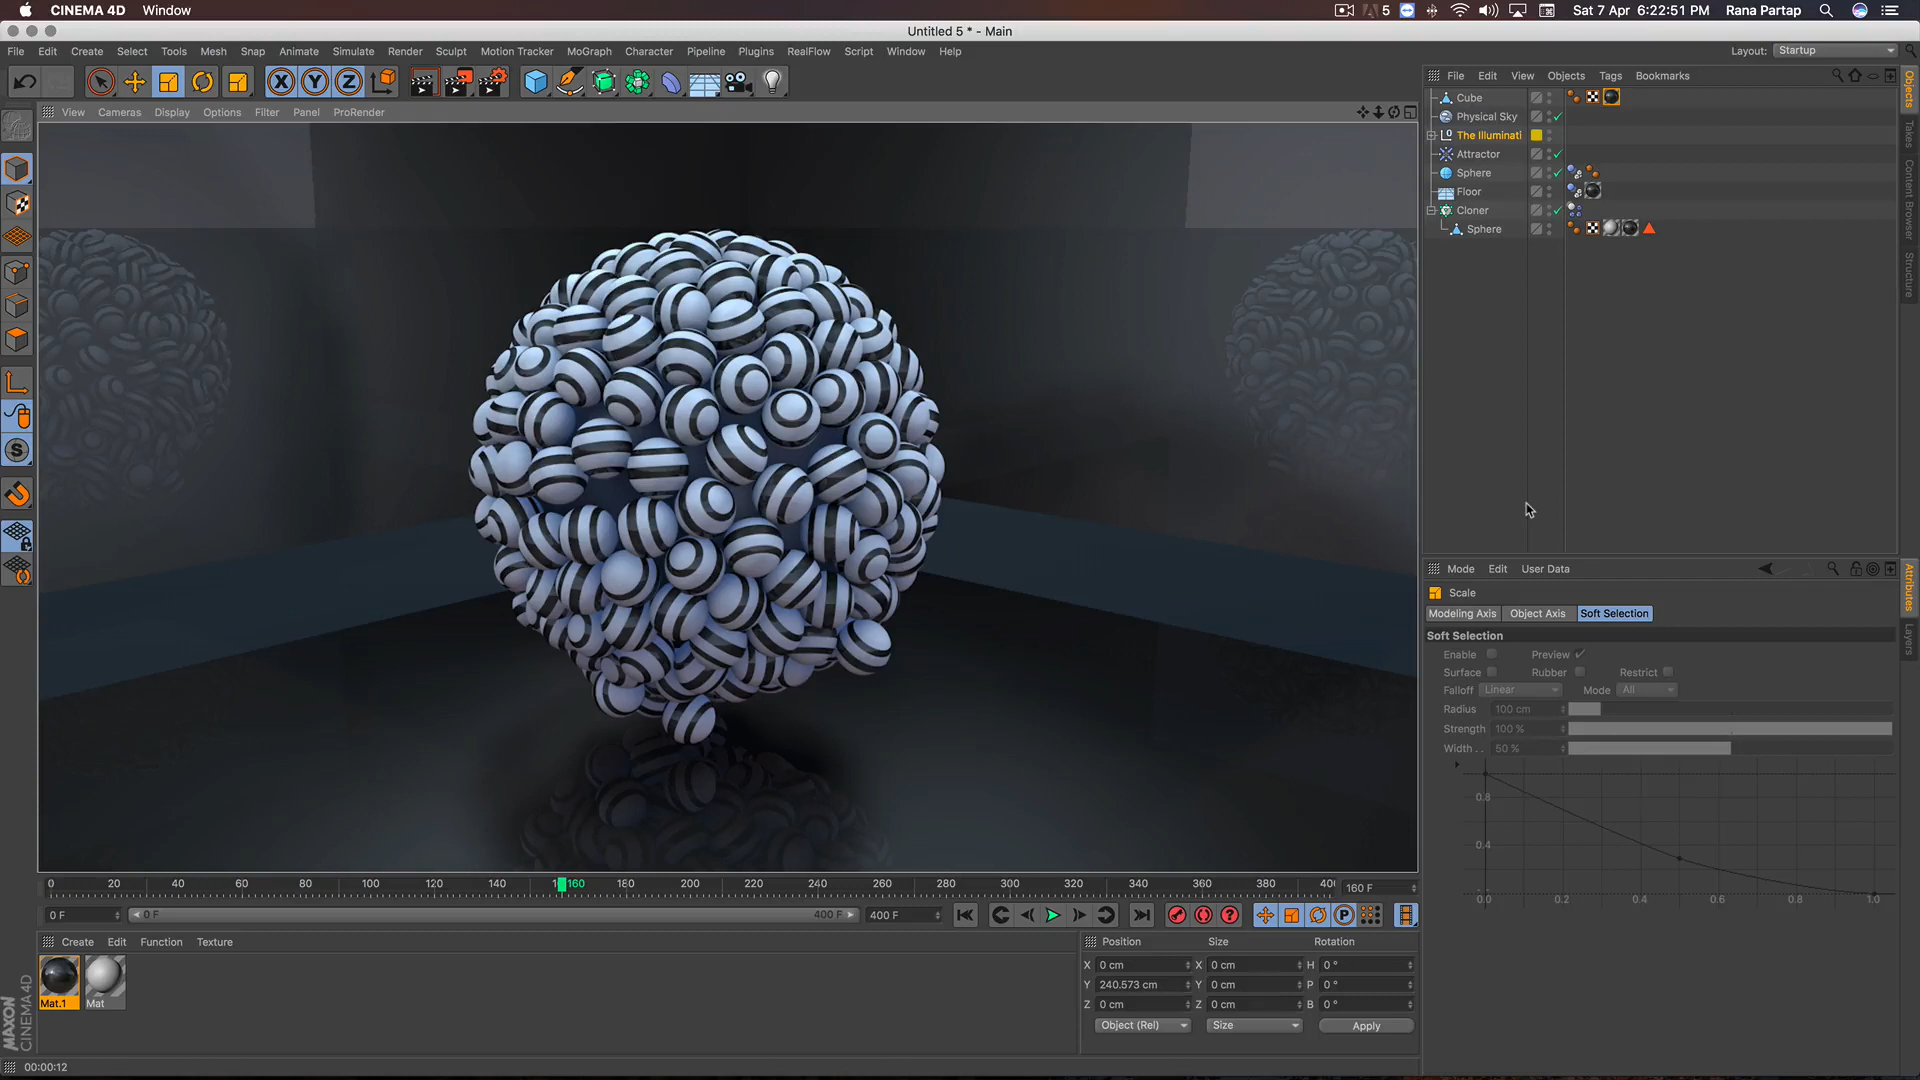 CINEMA 4D Window 5 Sat 7 Apr 6:22:51 PM Rana Partap
Untitled 5 * - Main
File Edit Create Select Tools Mesh Snap Animate Simulate Render Sculpt Motion Tracker MoGraph Character Pipeline Plugins RealFlow Script Window Help Layout: Startup
X Y Z
View Cameras Display Options Filter Panel ProRender
File Edit View Objects Tags Bookmarks
Cube
Physical Sky
The Illuminati
Attractor
Sphere
Floor
Cloner
Sphere
Objects
Takes
Content Browser
Structure
Mode Edit User Data
Scale
Modeling Axis Object Axis Soft Selection
Soft Selection
Enable Preview
Surface Rubber Restrict
Falloff Linear Mode All
Radius 100 cm
Strength 100 %
Width . . 50 %
0.8
0.4
0.0 0.2 0.4 0.6 0.8 1.0
Attributes
Layers
0 20 40 60 80 100 120 160 180 200 220 240 260 280 300 320 340 360 380 160 F
0 F 0 F 400 F 400 F
P
Create Edit Function Texture
Mat.1 Mat
Position Size Rotation
X 0 cm X 0 cm H 0 °
Y 240.573 cm Y 0 cm P 0 °
Z 0 cm Z 0 cm B 0 °
Object (Rel) Size Apply
MAXON
CINEMA 4D
00:00:12